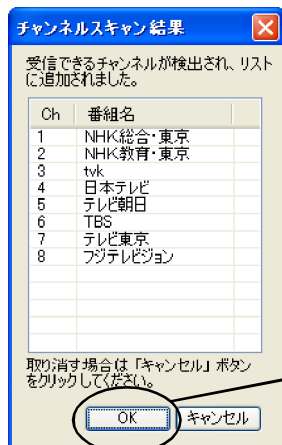 チャンネルスキャン結果
受信できるチャンネルが検出され、リスト
に追加されました。
Ch 番組名
1 NHK総合・東京
2 NHK教育・東京
3 tvk
4 日本テレビ
5 テレビ朝日
6 TBS
7 テレビ東京
8 フジテレビジョン
取り消す場合は「キャンセル」ボタン
をクリックしてください。
OK キャンセル